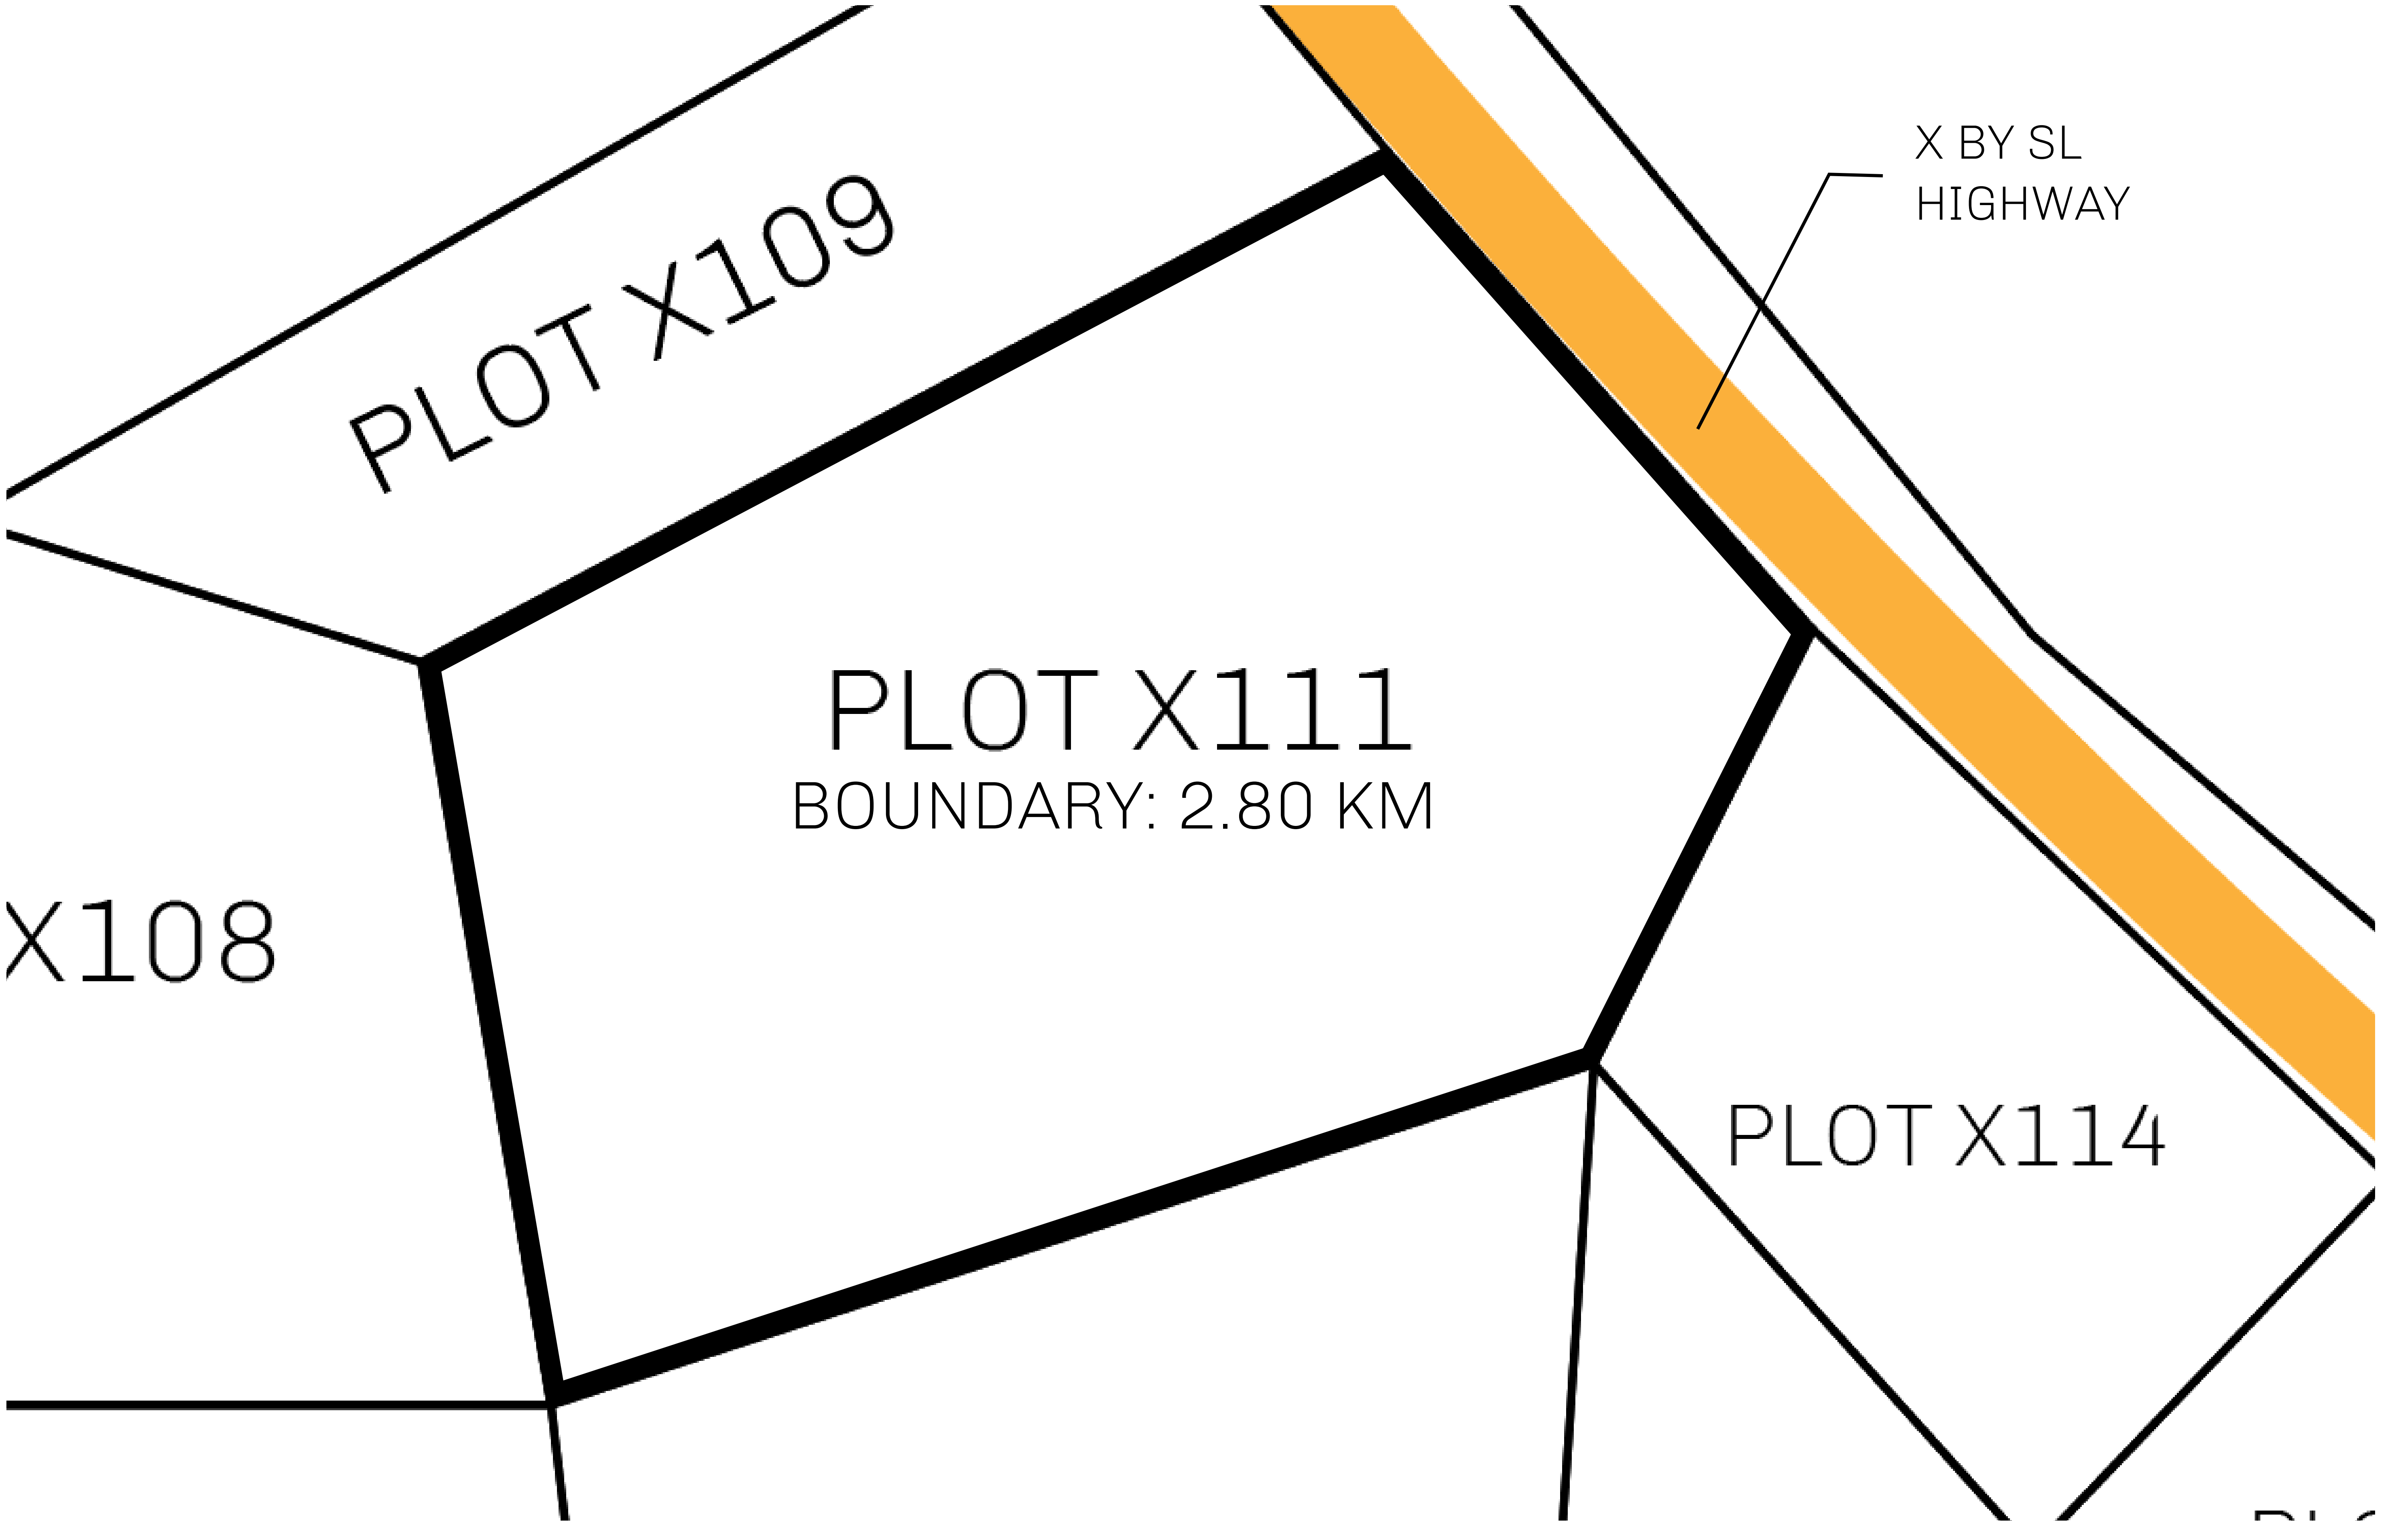 X BY SL
HIGHWAY
PLOT X109
PLOT X111
BOUNDARY: 2.80 KM
X108
PLOT X114